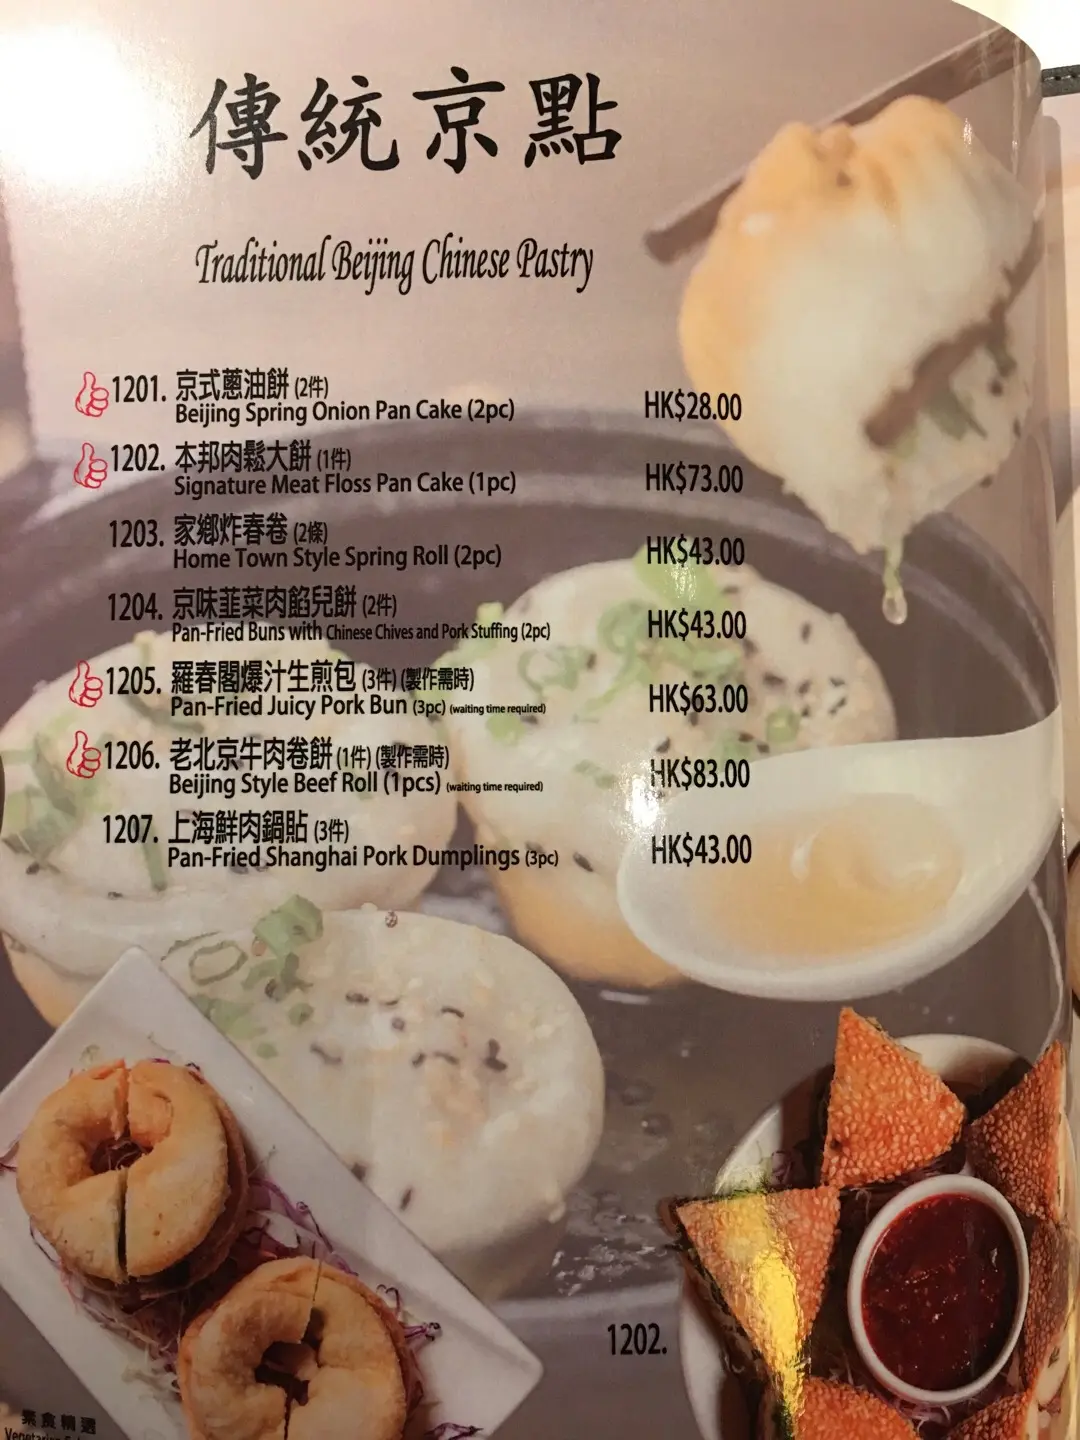 傳統京點
Traditional Beijing Chinese Pastry
1201. 京式蔥油餅 (2件)
Beijing Spring Onion Pan Cake (2pc)
HK$28.00
1202. 本邦肉鬆大餅 (1件)
Signature Meat Floss Pan Cake (1pc)
HK$73.00
1203. 家鄉炸春卷 (2條)
Home Town Style Spring Roll (2pc)
HK$43.00
1204. 京味韮菜肉餡兒餅 (2件)
Pan-Fried Buns with Chinese Chives and Pork Stuffing (2pc)
HK$43.00
1205. 羅春閣爆汁生煎包 (3件) (製作需時)
Pan-Fried Juicy Pork Bun (3pc) (waiting time required)
HK$63.00
1206. 老北京牛肉卷餅 (1件) (製作需時)
Beijing Style Beef Roll (1pcs) (waiting time required)
HK$83.00
1207. 上海鮮肉鍋貼 (3件)
Pan-Fried Shanghai Pork Dumplings (3pc)
HK$43.00
1202.
素食精選